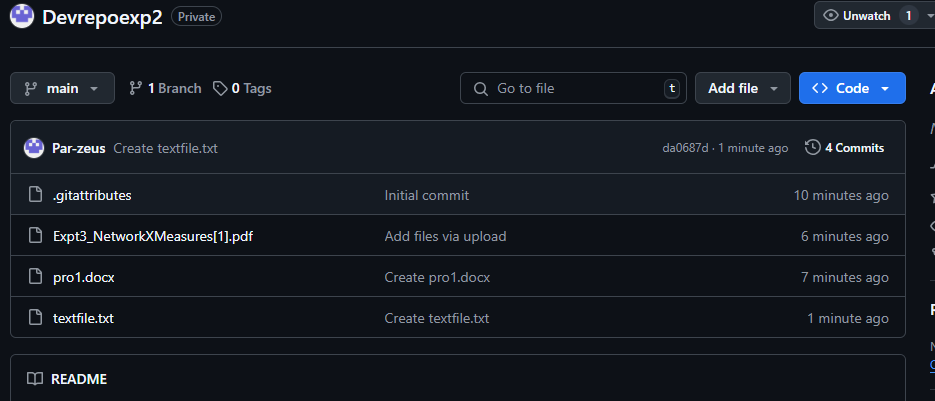 Devrepoexp2 Private Unwatch 1
main 1 Branch 0 Tags Go to file t Add file Code
Par-zeus Create textfile.txt da0687d · 1 minute ago 4 Commits
.gitattributes Initial commit 10 minutes ago
Expt3_NetworkXMeasures[1].pdf Add files via upload 6 minutes ago
pro1.docx Create pro1.docx 7 minutes ago
textfile.txt Create textfile.txt 1 minute ago
README